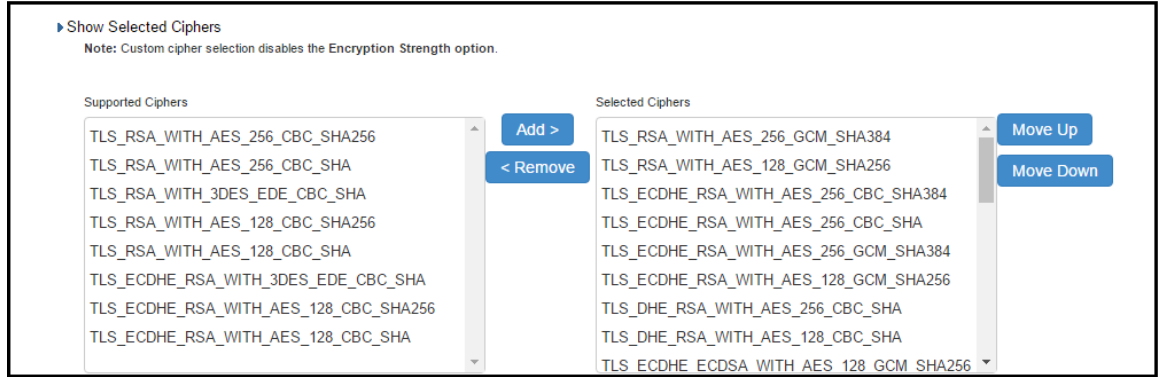 Show Selected Ciphers
Note: Custom cipher selection disables the Encryption Strength option.
Supported Ciphers
TLS_RSA_WITH_AES_256_CBC_SHA256
TLS_RSA_WITH_AES_256_CBC_SHA
TLS_RSA_WITH_3DES_EDE_CBC_SHA
TLS_RSA_WITH_AES_128_CBC_SHA256
TLS_RSA_WITH_AES_128_CBC_SHA
TLS_ECDHE_RSA_WITH_3DES_EDE_CBC_SHA
TLS_ECDHE_RSA_WITH_AES_128_CBC_SHA256
TLS_ECDHE_RSA_WITH_AES_128_CBC_SHA
Add >
< Remove
Selected Ciphers
TLS_RSA_WITH_AES_256_GCM_SHA384
TLS_RSA_WITH_AES_128_GCM_SHA256
TLS_ECDHE_RSA_WITH_AES_256_CBC_SHA384
TLS_ECDHE_RSA_WITH_AES_256_CBC_SHA
TLS_ECDHE_RSA_WITH_AES_256_GCM_SHA384
TLS_ECDHE_RSA_WITH_AES_128_GCM_SHA256
TLS_DHE_RSA_WITH_AES_256_CBC_SHA
TLS_DHE_RSA_WITH_AES_128_CBC_SHA
TLS_ECDHE_ECDSA_WITH_AES_128_GCM_SHA256
Move Up
Move Down